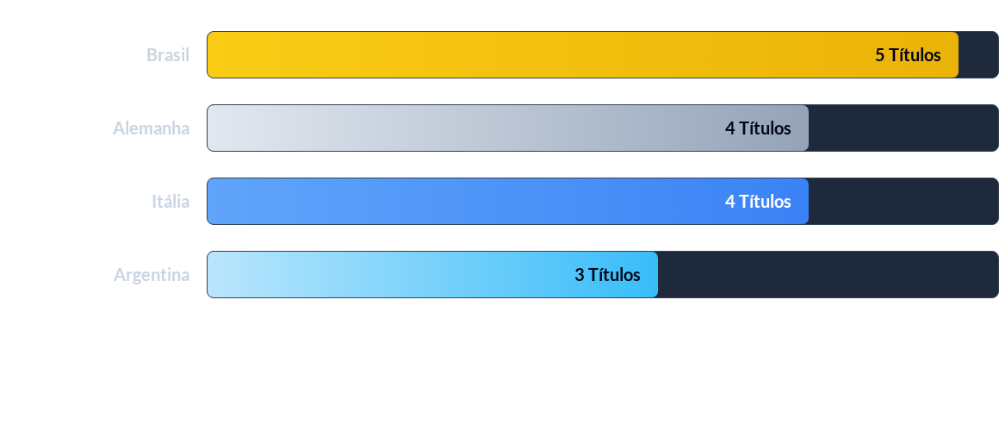 Brasil 5 Títulos
Alemanha 4 Títulos
Itália 4 Títulos
Argentina 3 Títulos